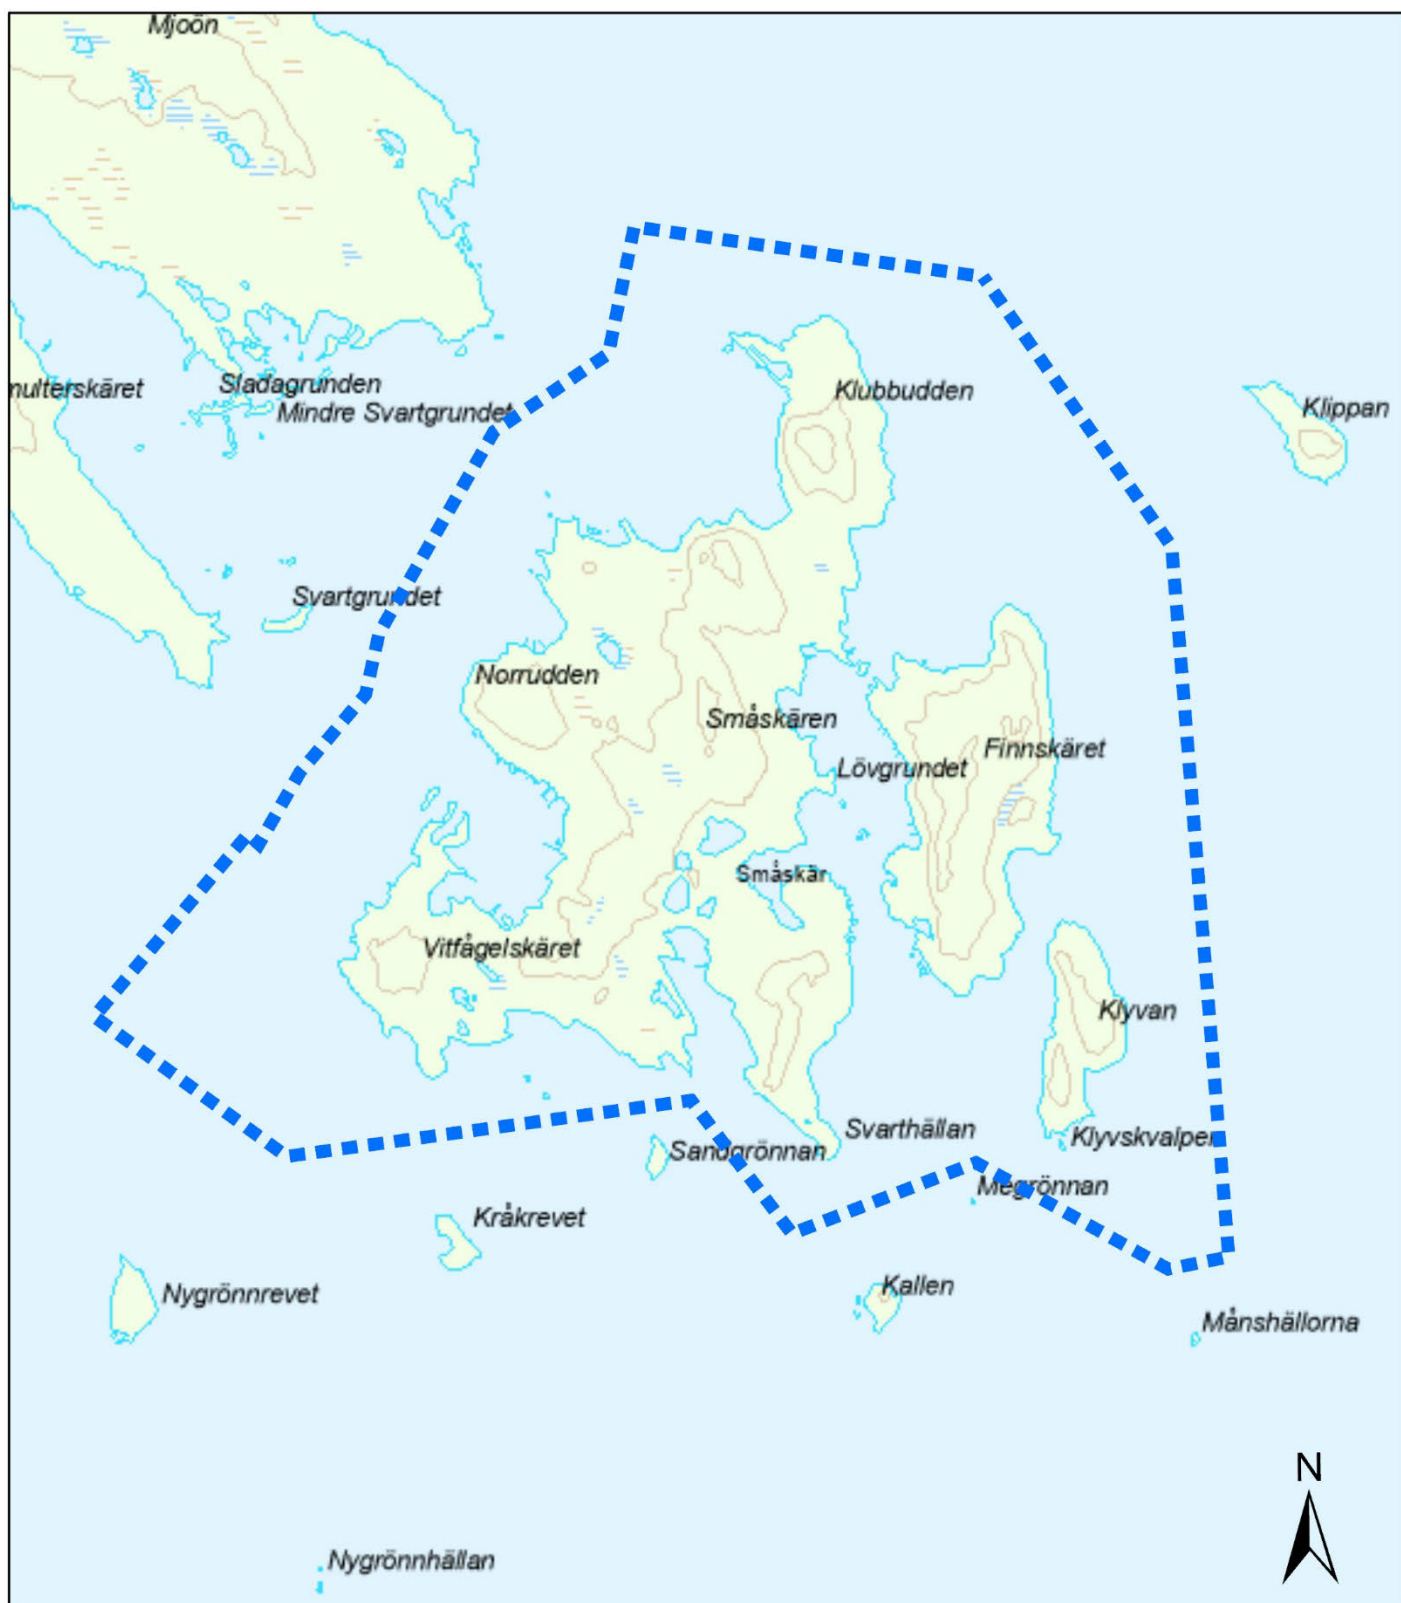 Mjoön
Klubbudden
multerskäret
Sladagrunden
Klippan
Mindre Svartgrundet
Svartgrundet
Norrudden
Småskären
Finnskäret
Lövgrundet
Småskär
Vitfågelskäret
Klyvan
Svarthällan
Klyvskvalpen
Sandgrönnan
Megrönnan
Kråkrevet
Kallen
Nygrönnrevet
Månshällorna
N
Nygrönnhällan